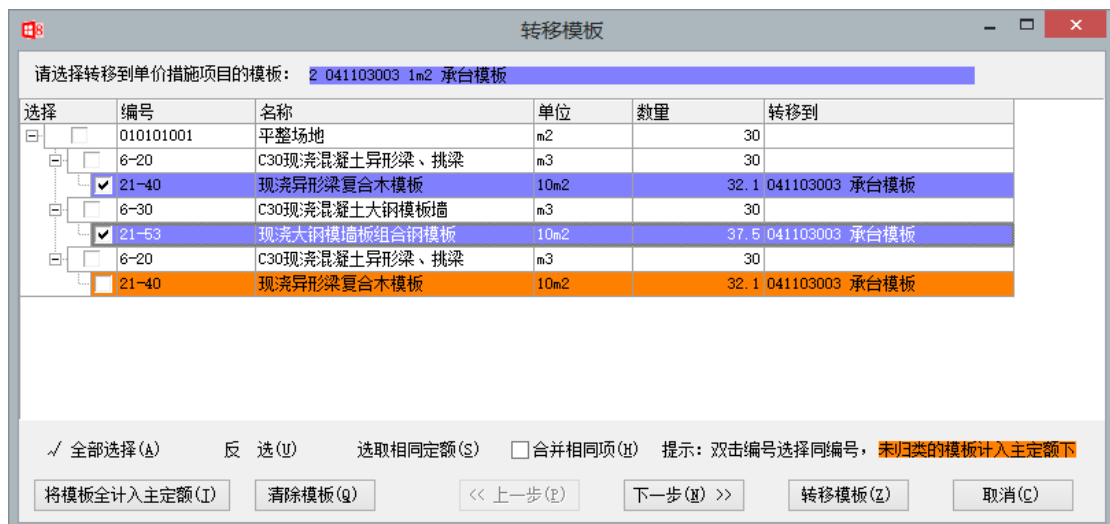 8 转移模板
请选择转移到单价措施项目的模板： 2 041103003 1m2 承台模板
选择 编号 名称 单位 数量 转移到
010101001 平整场地 m2 30
6-20 C30现浇混凝土异形梁、挑梁 m3 30
21-40 现浇异形梁复合木模板 10m2 32.1 041103003 承台模板
6-30 C30现浇混凝土大钢模板墙 m3 30
21-53 现浇大钢模墙板组合钢模板 10m2 37.5 041103003 承台模板
6-20 C30现浇混凝土异形梁、挑梁 m3 30
21-40 现浇异形梁复合木模板 10m2 32.1 041103003 承台模板
√ 全部选择(A) 反 选(U) 选取相同定额(S) 合并相同项(H) 提示：双击编号选择同编号，未归类的模板计入主定额下
将模板全计入主定额(I) 清除模板(Q) << 上一步(P) 下一步(N) >> 转移模板(Z) 取消(C)